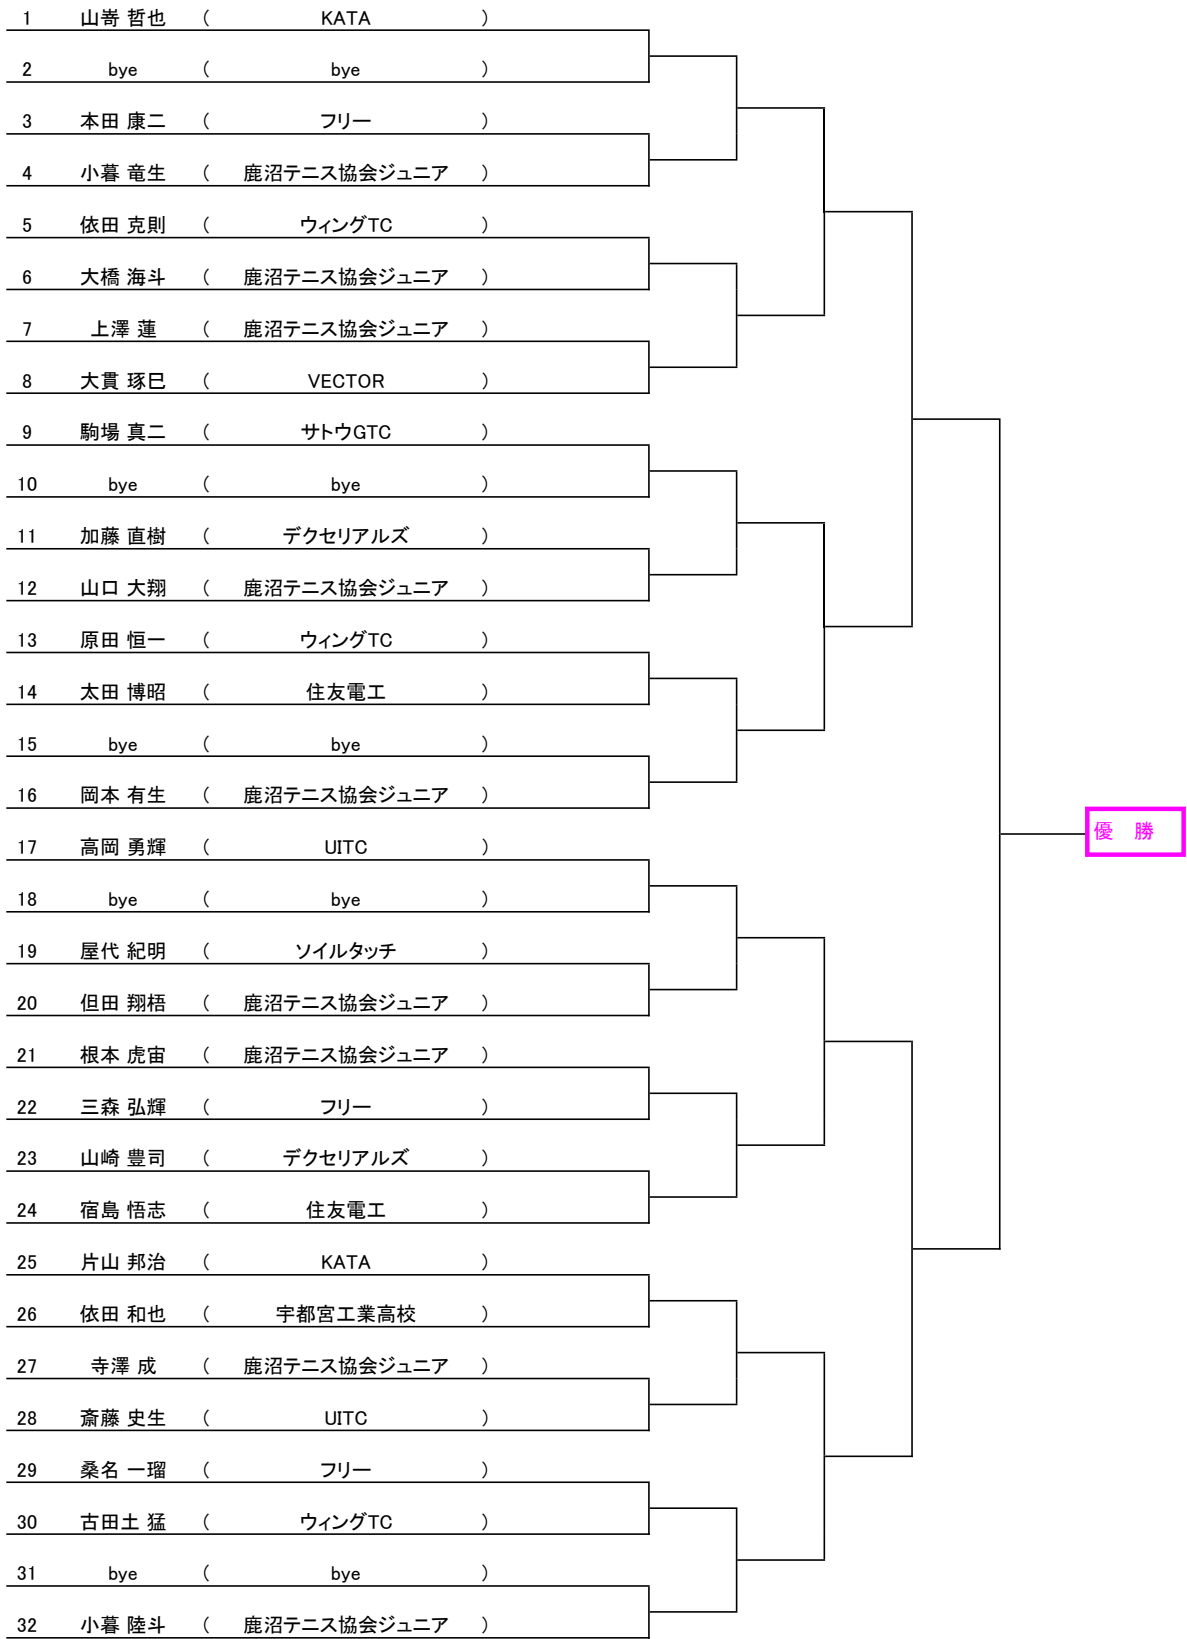 1 山嵜 哲也 ( KATA )
2 bye ( bye )
3 本田 康二 ( フリー )
4 小暮 竜生 ( 鹿沼テニス協会ジュニア )
5 依田 克則 ( ウィングTC )
6 大橋 海斗 ( 鹿沼テニス協会ジュニア )
7 上澤 蓮 ( 鹿沼テニス協会ジュニア )
8 大貫 琢巳 ( VECTOR )
9 駒場 真二 ( サトウGTC )
10 bye ( bye )
11 加藤 直樹 ( デクセリアルズ )
12 山口 大翔 ( 鹿沼テニス協会ジュニア )
13 原田 恒一 ( ウィングTC )
14 太田 博昭 ( 住友電工 )
15 bye ( bye )
16 岡本 有生 ( 鹿沼テニス協会ジュニア )
17 高岡 勇輝 ( UITC )
優 勝
18 bye ( bye )
19 屋代 紀明 ( ソイルタッチ )
20 但田 翔梧 ( 鹿沼テニス協会ジュニア )
21 根本 虎宙 ( 鹿沼テニス協会ジュニア )
22 三森 弘輝 ( フリー )
23 山崎 豊司 ( デクセリアルズ )
24 宿島 悟志 ( 住友電工 )
25 片山 邦治 ( KATA )
26 依田 和也 ( 宇都宮工業高校 )
27 寺澤 成 ( 鹿沼テニス協会ジュニア )
28 斎藤 史生 ( UITC )
29 桑名 一瑠 ( フリー )
30 古田土 猛 ( ウィングTC )
31 bye ( bye )
32 小暮 陸斗 ( 鹿沼テニス協会ジュニア )